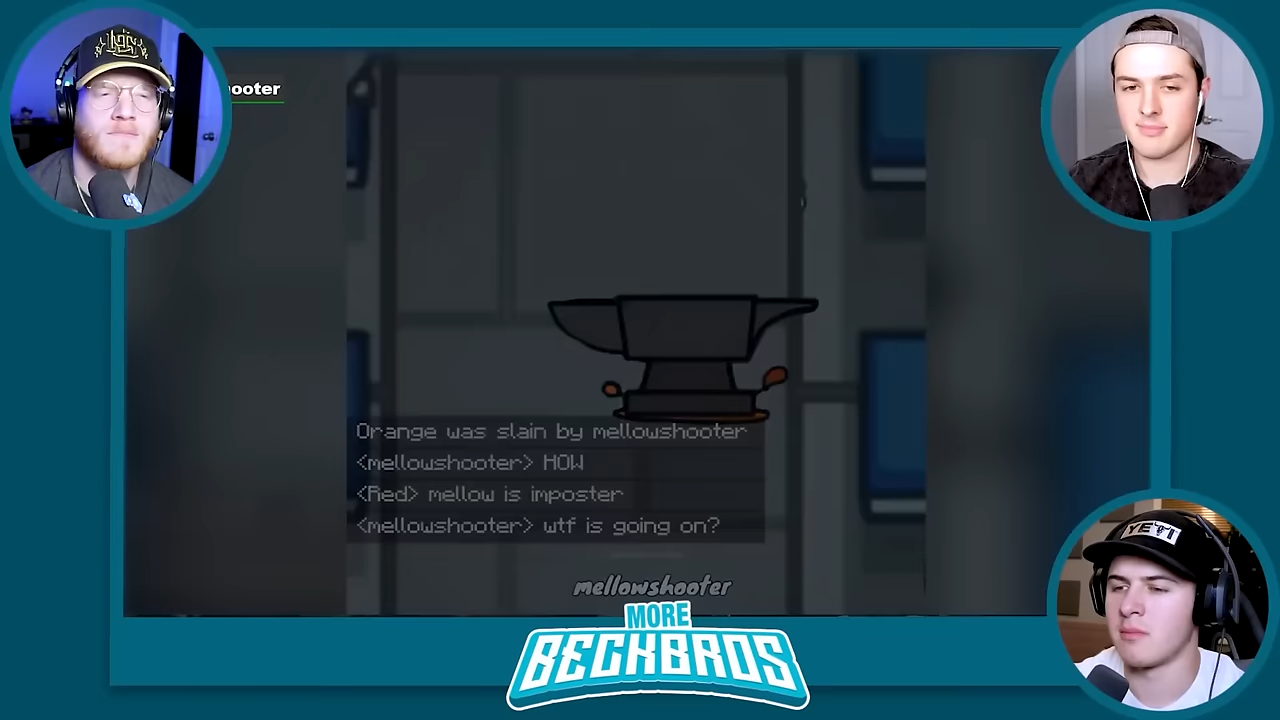 ooter
Orange was slain by mellowshooter
<mellowshooter> HOW
<Red> mellow is imposter
<mellowshooter> wtf is going on?
mellowshooter
MORE
BECKBROS
YETI